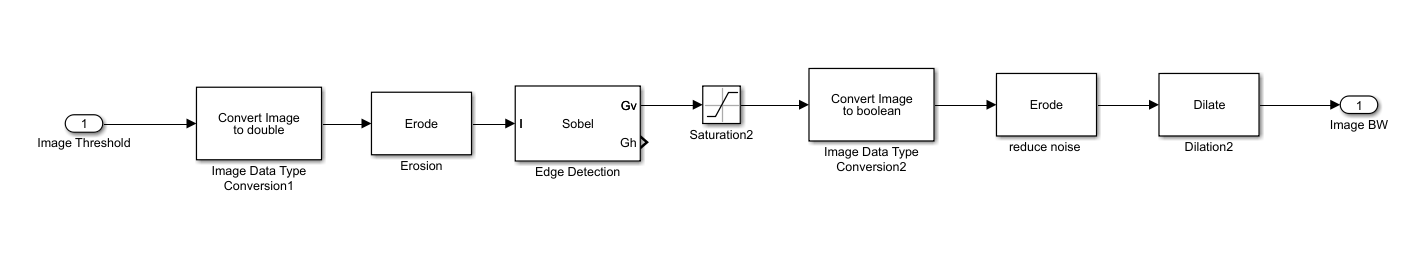 1
Image Threshold
Convert Image
to double
Image Data Type
Conversion1
Erode
Erosion
I
Sobel
Gv
Gh
Edge Detection
Saturation2
Convert Image
to boolean
Image Data Type
Conversion2
Erode
reduce noise
Dilate
Dilation2
1
Image BW